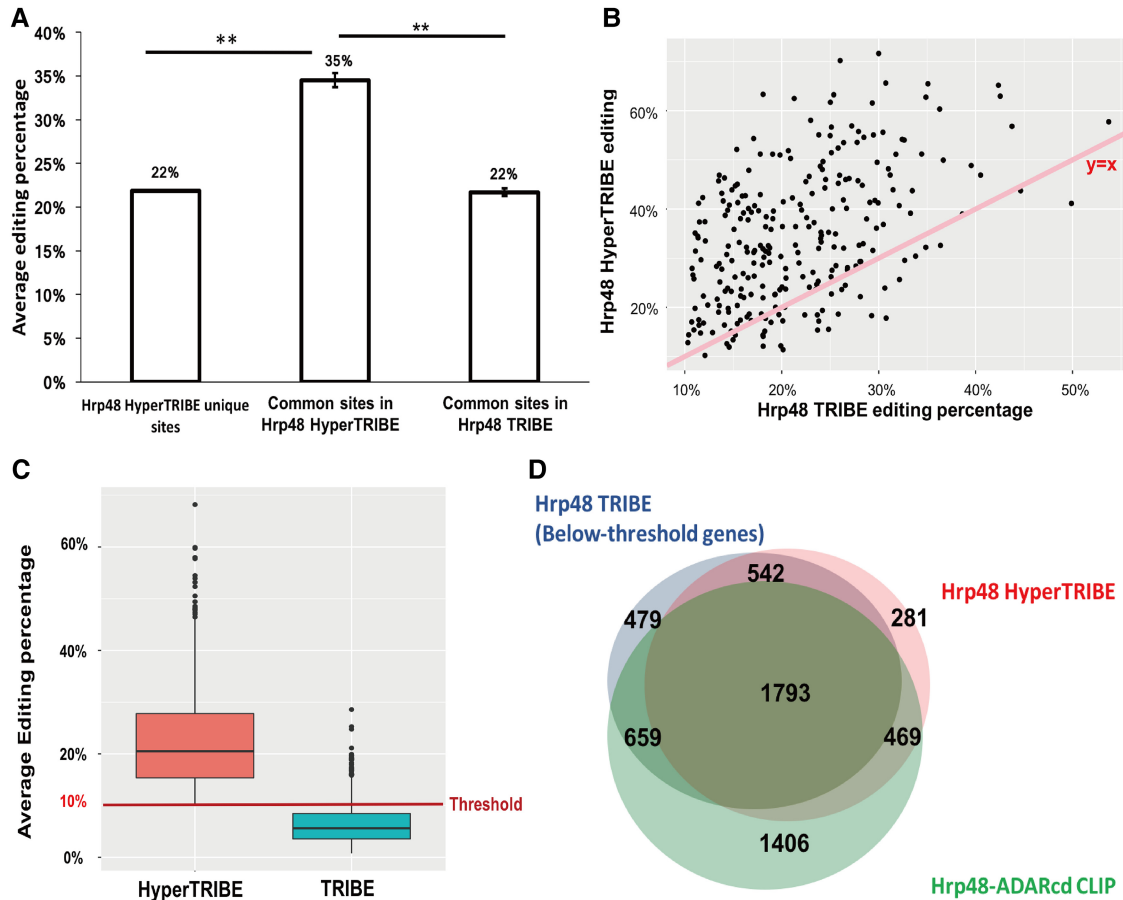 A
Average editing percentage
40%
35%
30%
25%
20%
15%
10%
5%
0%
**
**
22%
35%
22%
Hrp48 HyperTRIBE unique
sites
Common sites in
Hrp48 HyperTRIBE
Common sites in
Hrp48 TRIBE
B
Hrp48 HyperTRIBE editing
60%
40%
20%
y=x
10%
20%
30%
40%
50%
Hrp48 TRIBE editing percentage
C
Average Editing percentage
60%
40%
20%
10%
0%
Threshold
HyperTRIBE
TRIBE
D
Hrp48 TRIBE
(Below-threshold genes)
Hrp48 HyperTRIBE
542
479
281
1793
659
469
1406
Hrp48-ADARcd CLIP